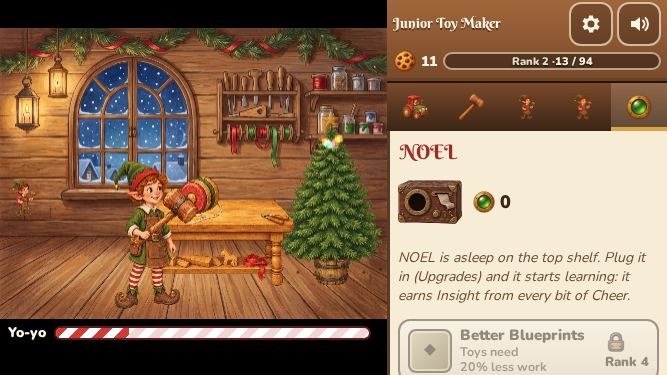 Junior Toy Maker
11
Rank 2 · 13 / 94
NOEL
0
NOEL is asleep on the top shelf. Plug it
in (Upgrades) and it starts learning: it
earns Insight from every bit of Cheer.
Better Blueprints
Toys need
20% less work
Rank 4
Yo-yo